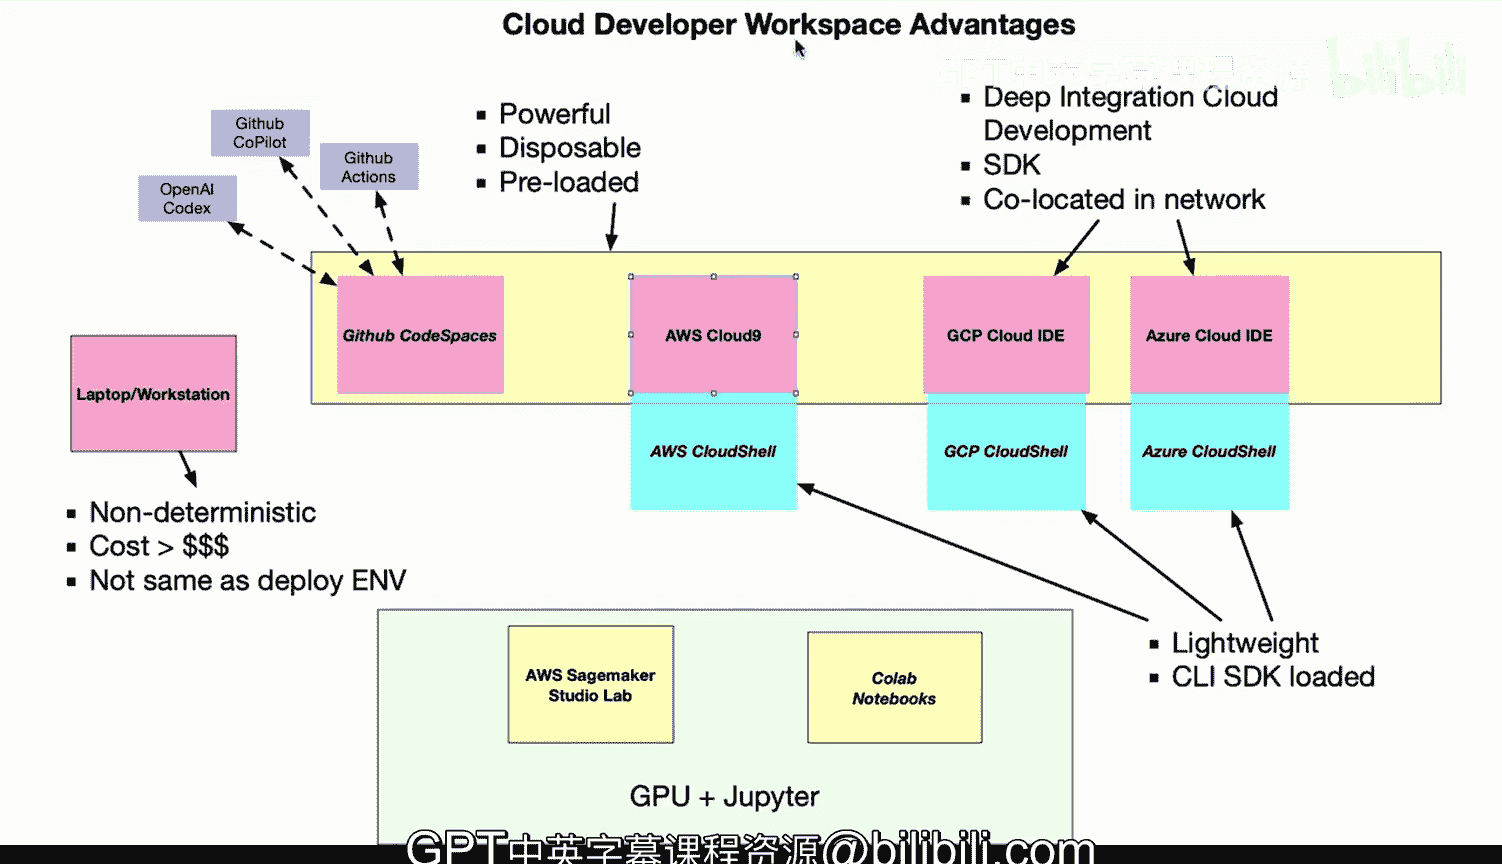 Cloud Developer Workspace Advantages
bilibili
Github
CoPilot
Github
Actions
OpenAI
Codex
▪ Powerful
▪ Disposable
▪ Pre-loaded
▪ Deep Integration Cloud
Development
▪ SDK
▪ Co-located in network
Github CodeSpaces
AWS Cloud9
GCP Cloud IDE
Azure Cloud IDE
Laptop/Workstation
AWS CloudShell
GCP CloudShell
Azure CloudShell
▪ Non-deterministic
▪ Cost > $$$
▪ Not same as deploy ENV
▪ Lightweight
▪ CLI SDK loaded
AWS Sagemaker
Studio Lab
Colab
Notebooks
GPU + Jupyter
GPT中英字幕课程资源@bilibili.com